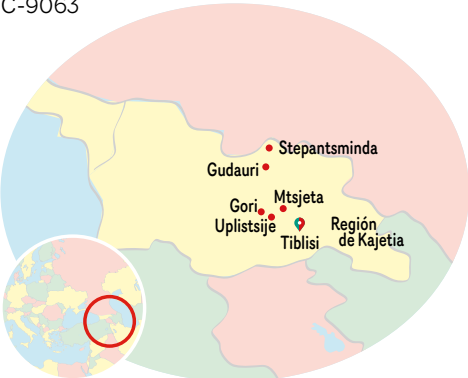 C-9063
Stepantsminda
Gudauri
Mtsjeta
Gori
Uplistsije
Tiblisi
Región
de Kajetia